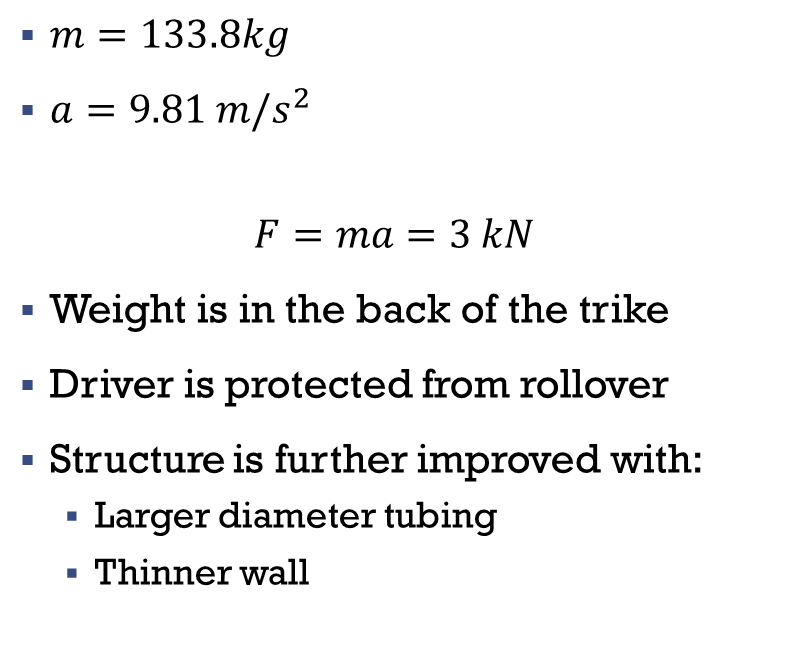 ▪ m = 133.8kg
▪ a = 9.81 m/s²
F = ma = 3 kN
▪ Weight is in the back of the trike
▪ Driver is protected from rollover
▪ Structure is further improved with:
▪ Larger diameter tubing
▪ Thinner wall